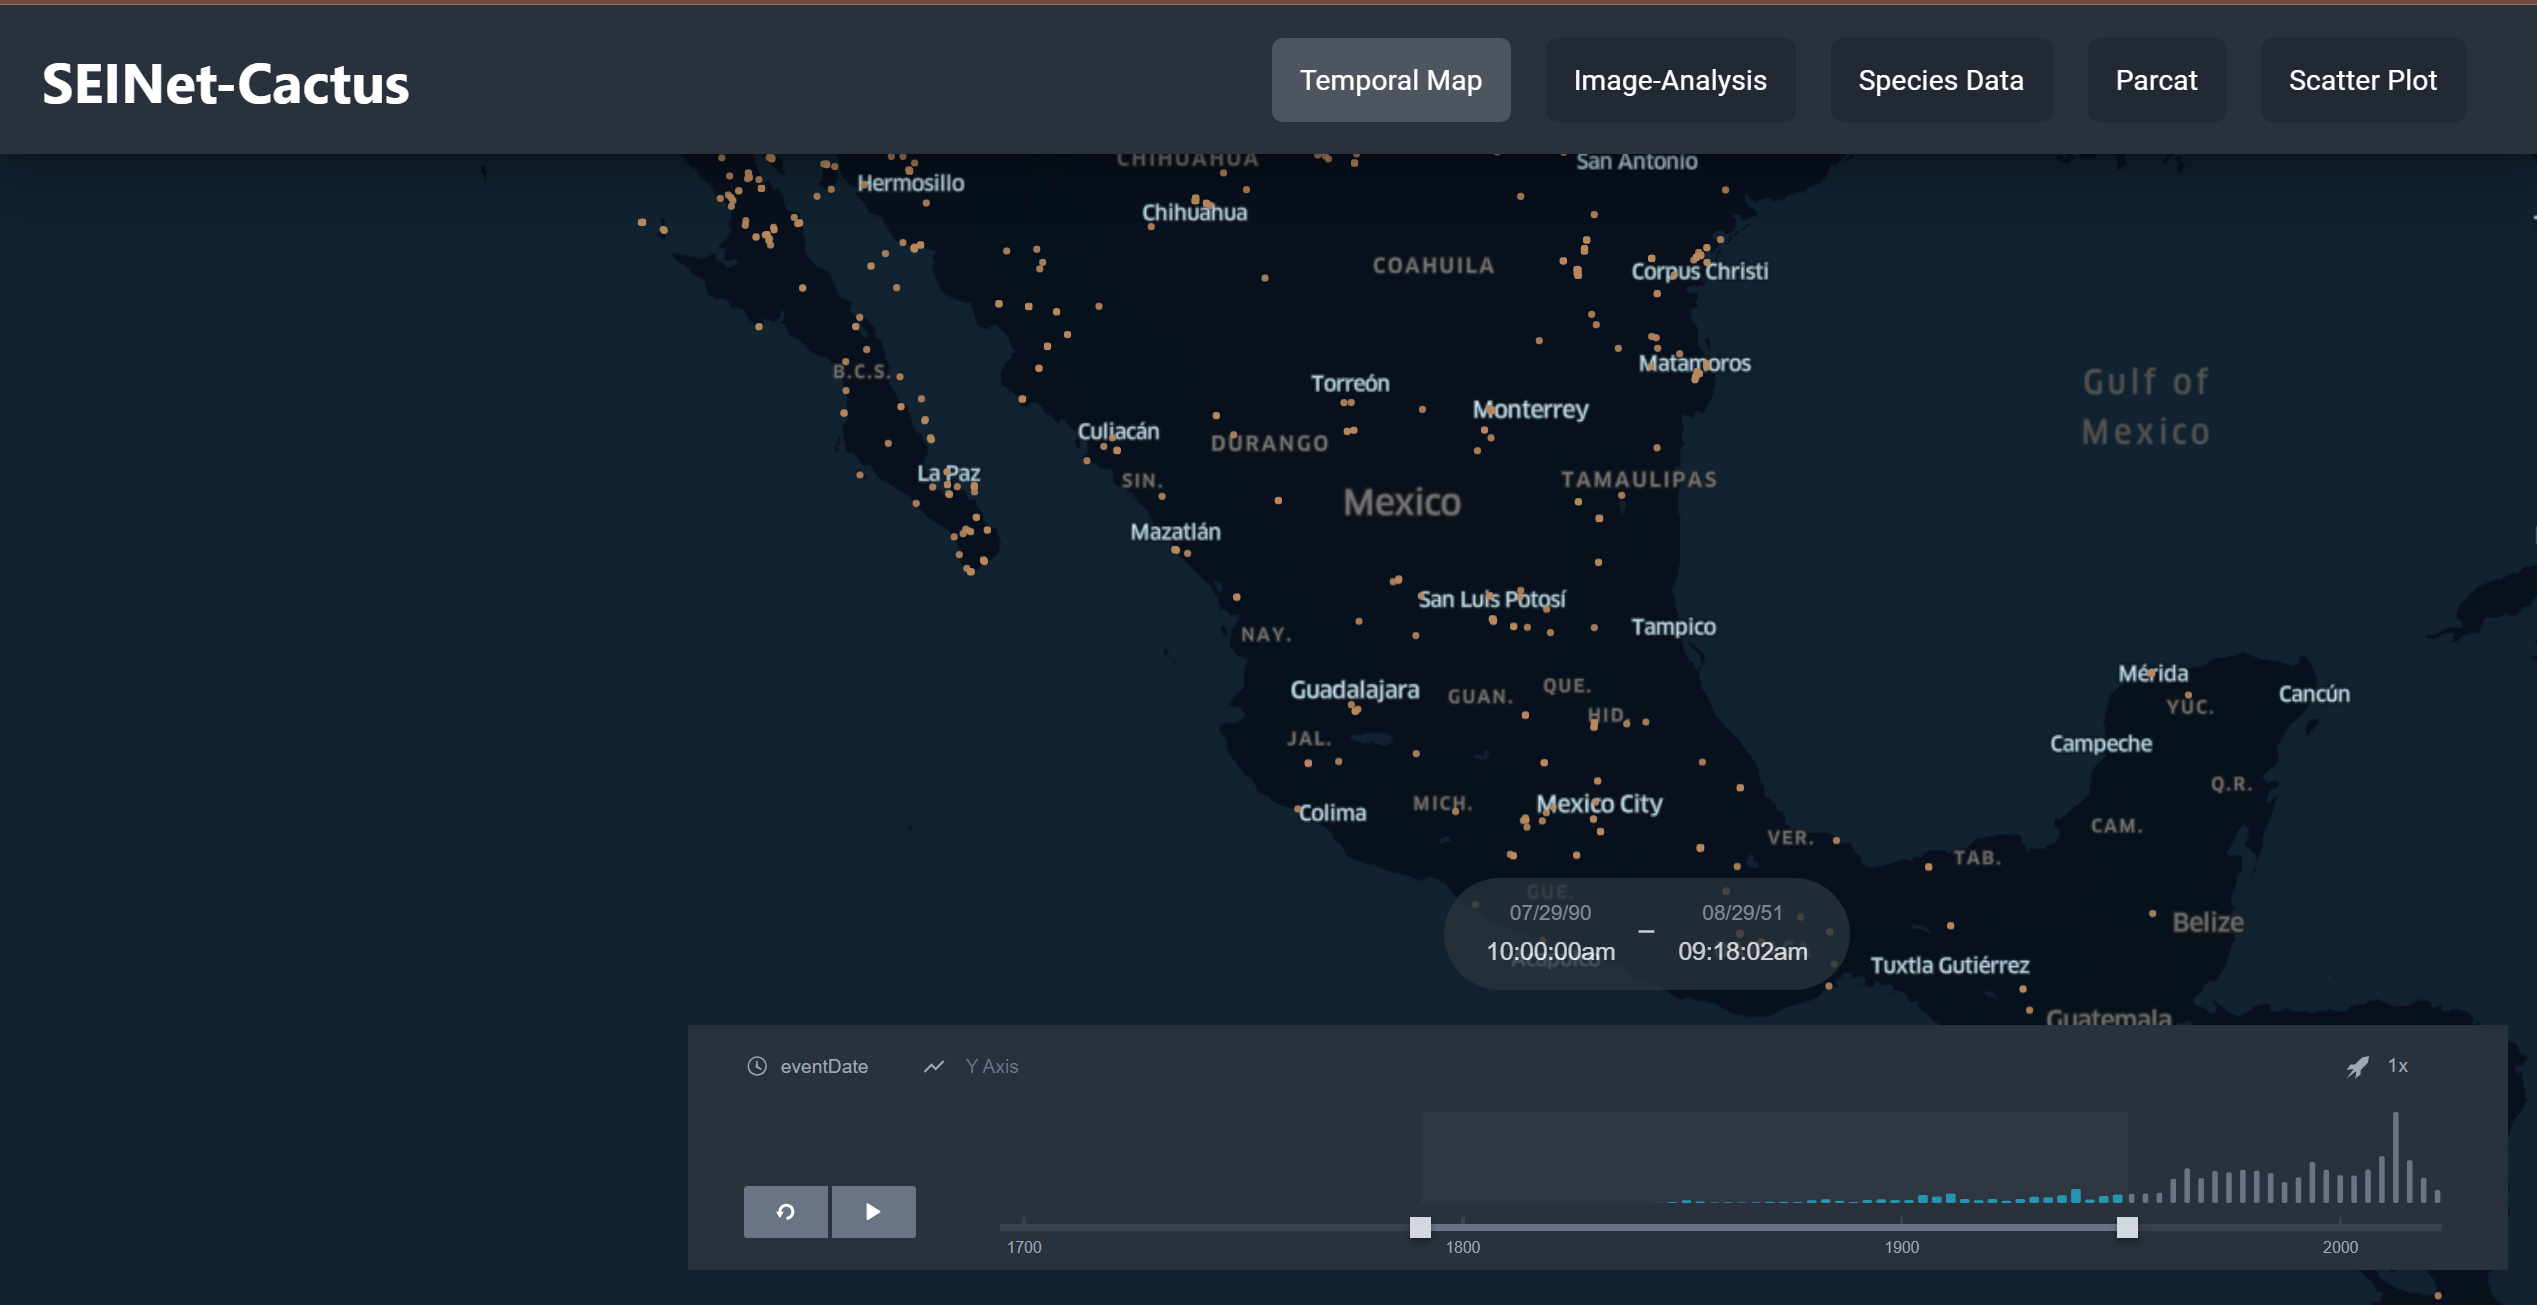 SEINet-Cactus
Temporal Map
Image-Analysis
Species Data
Parcat
Scatter Plot
CHIHUAHUA
San Antonio
Hermosillo
Chihuahua
COAHUILA
Corpus Christi
B.C.S.
Torreón
Matamoros
Gulf of
Mexico
Monterrey
Culiacán
DURANGO
La Paz
SIN.
TAMAULIPAS
Mexico
Mazatlán
San Luis Potosí
Tampico
NAY.
Mérida
Cancún
Guadalajara
GUAN.
QUE.
YUC.
HID.
JAL.
Campeche
Q.R.
Colima
MICH.
Mexico City
CAM.
VER.
TAB.
GUE.
07/29/90
08/29/51
10:00:00am
–
09:18:02am
Acapulco
Belize
Tuxtla Gutiérrez
Guatemala
eventDate
Y Axis
1x
1700
1800
1900
2000